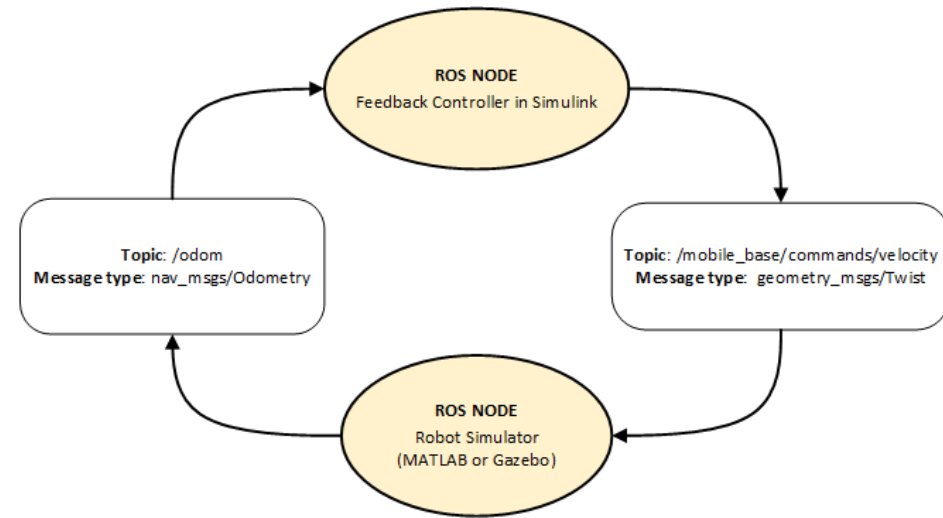 ROS NODE
Feedback Controller in Simulink
Topic: /odom
Message type: nav_msgs/Odometry
Topic: /mobile_base/commands/velocity
Message type: geometry_msgs/Twist
ROS NODE
Robot Simulator
(MATLAB or Gazebo)